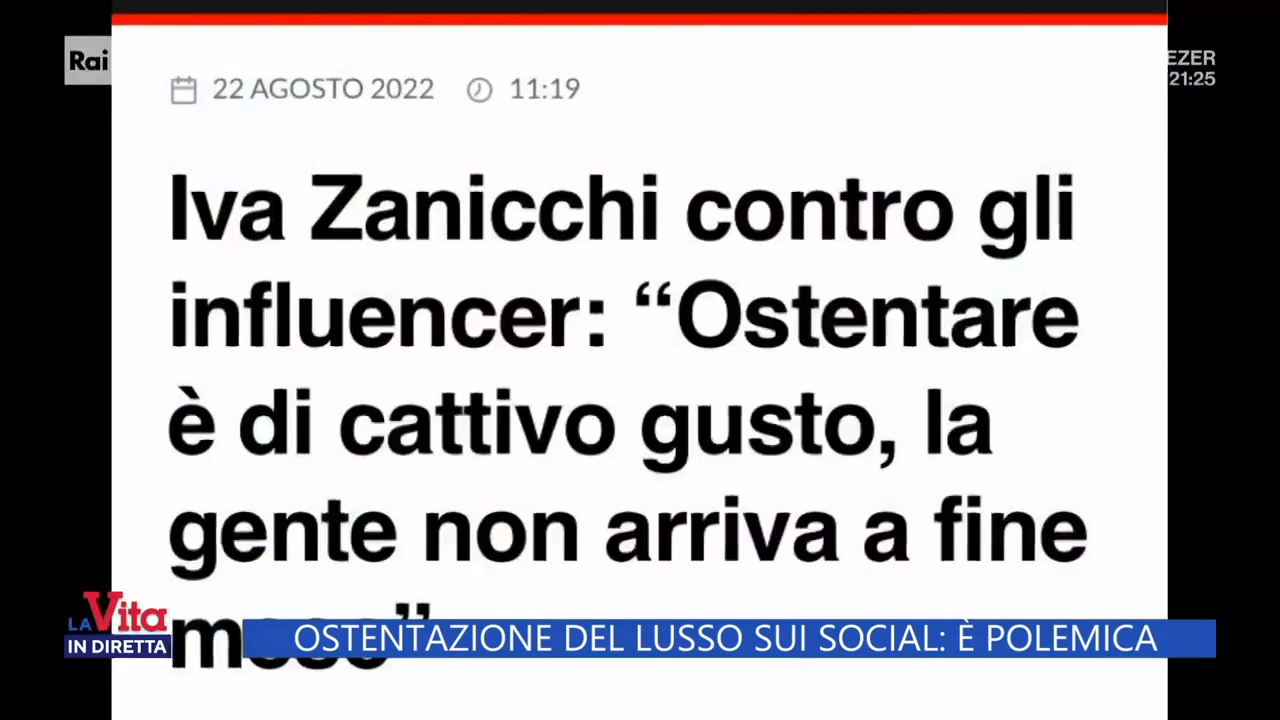 Rai
EZER
21:25
22 AGOSTO 2022 11:19
Iva Zanicchi contro gli
influencer: “Ostentare
è di cattivo gusto, la
gente non arriva a fine
mese”
LA Vita
IN DIRETTA
OSTENTAZIONE DEL LUSSO SUI SOCIAL: È POLEMICA